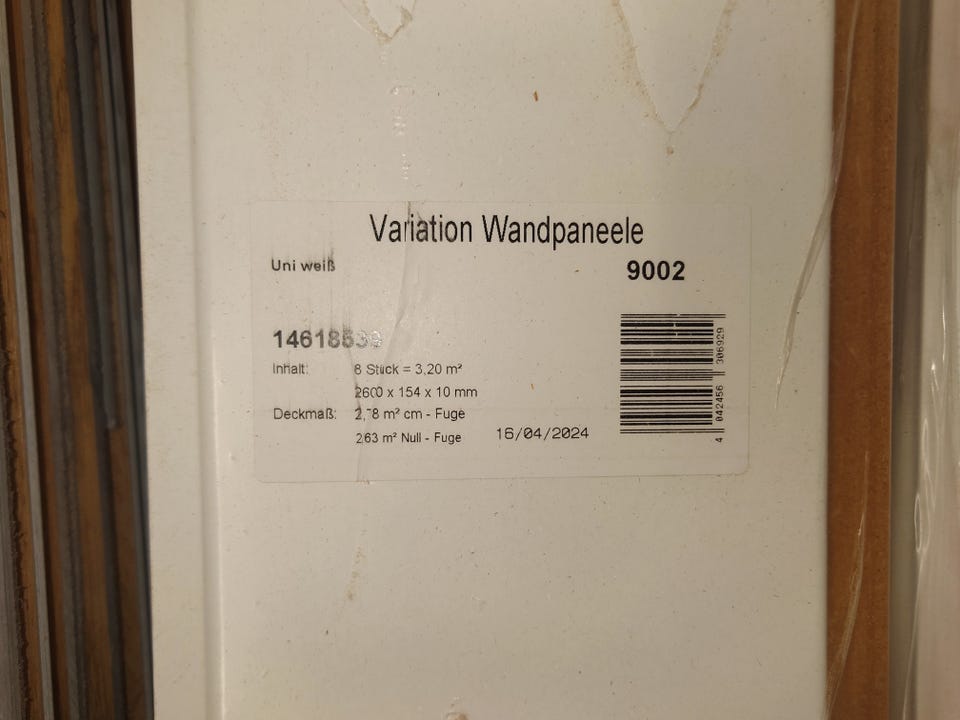 Variation Wandpaneele
Uni weiß
9002
Inhalt: 8 Stück = 3,20 m²
2600 x 154 x 10 mm
Deckmaß: m² cm - Fuge
2.63 m² Null - Fuge
16/04/2024
4 042456 306929